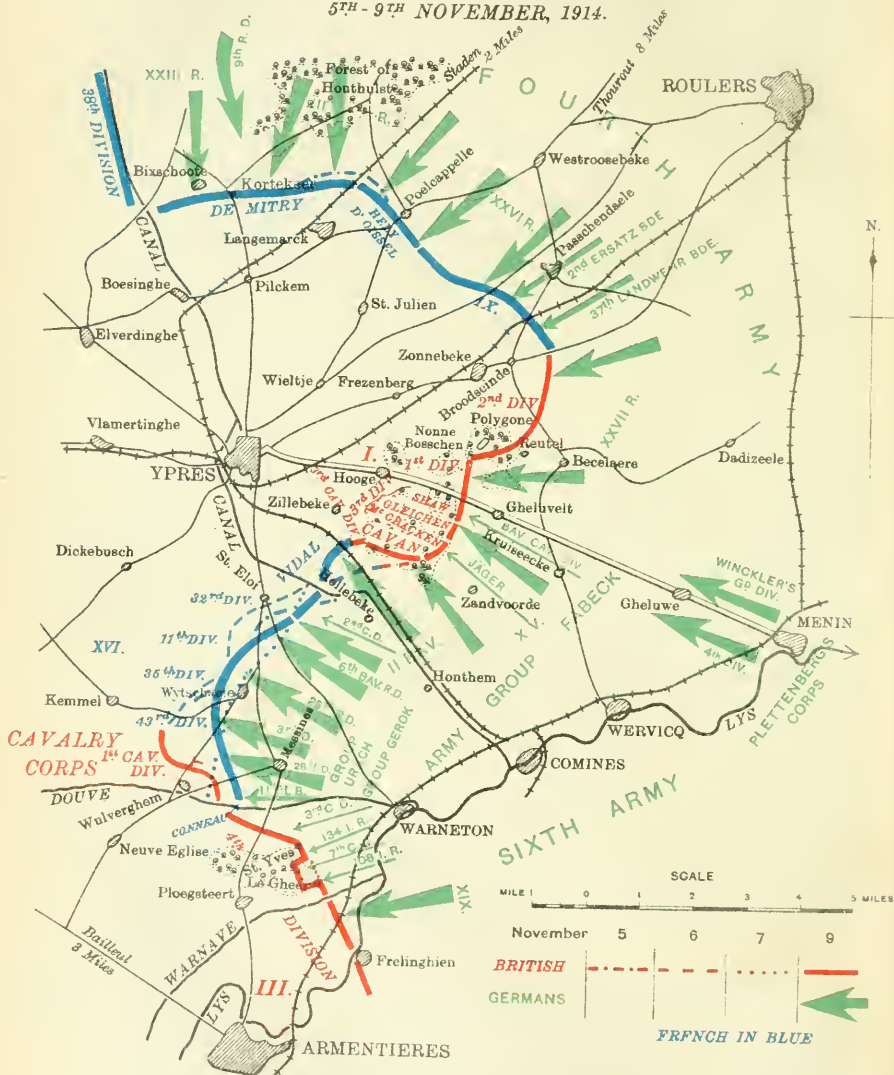 5TH - 9TH NOVEMBER, 1914.
XXIII R.
9th R.D.
Forest of
Houthulst
Staden
2 Miles
FOURTH ARMY
Thourout 8 Miles
ROULERS
38th DIVISION
Bixschoote
DE MITRY
Poelcappelle
Westroosebeke
CANAL
Langemarck
HELY
D'OISSEL
XXVI R.
Passchendaele
2nd ERSATZ BDE
37th LANDWEHR BDE.
N.
Boesinghe
Pilckem
St. Julien
I.X.
Elverdinghe
Zonnebeke
Wieltje
Frezenberg
Broodseinde
2nd DIV
Vlamertinghe
Nonne
Bosschen
Polygone
Reutel
XXVII R.
YPRES
I.
1st DIV.
Becelaere
Dadizeele
Hooge
3rd DIV
3rd CAV. DIV.
SHAW
GLEICHEN
McCRACKEN
CAVAN
Gheluvelt
Zillebeke
CANAL
Kruiseecke
BAV CAV
JÄGER
XV.
Dickebusch
St. Eloi
VIDAL
Hollebeke
Zandvoorde
GROUP FABECK
Gheluwe
WINCKLER'S
GD DIV.
MENIN
4th DIV.
PLETTENBERG'S
CORPS
32nd DIV.
11th DIV.
XVI.
35th DIV.
2nd C.D.
II BAV.
6th BAV. R.D.
Honthem
Kemmel
Wytschaete
43rd DIV.
Messines
GROUP
URACH
GROUP GEROK
ARMY
WERVICQ
LYS
COMINES
CAVALRY
CORPS
1st CAV.
DIV.
DOUVE
Wulverghem
CONNEAU
3rd C.D.
134 I.R.
7th C.D.
WARNETON
SIXTH ARMY
Neuve Eglise
4th
St. Yves
La Gheer
Ploegsteert
XIX.
DIVISION
Bailleul
3 Miles
WARNAVE
Frelinghien
LYS
III.
ARMENTIERES
SCALE
MILE 1 0 1 2 3 4 5 MILES
November 5 6 7 9
BRITISH
GERMANS
FRENCH IN BLUE